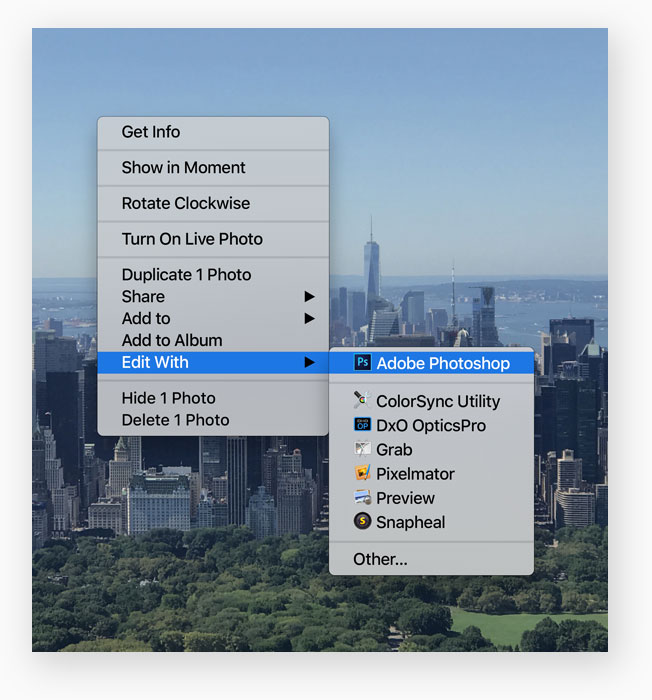 Get Info
Show in Moment
Rotate Clockwise
Turn On Live Photo
Duplicate 1 Photo
Share
Add to
Add to Album
Edit With
Hide 1 Photo
Delete 1 Photo
Ps Adobe Photoshop
ColorSync Utility
DxO OpticsPro
Grab
Pixelmator
Preview
S Snapheal
Other...